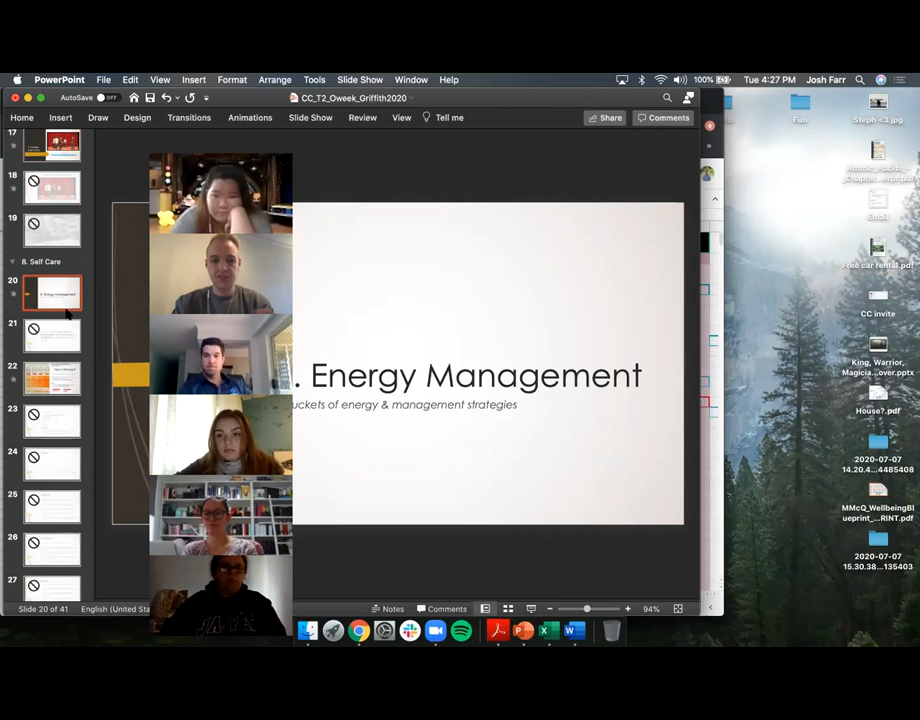 PowerPoint File Edit View Insert Format Arrange Tools Slide Show Window Help 100% Tue 4:27 PM Josh Farr
AutoSave OFF CC_T2_Oweek_Griffith2020
Home Insert Draw Design Transitions Animations Slide Show Review View Tell me Share Comments
17
18
19
8. Self Care
20
21
22
23
24
25
26
27
. Energy Management
uckets of energy & management strategies
Fun
Steph <3.jpg
Atomic_Habits_-
_Chapter
Email
Free car rental.pdf
CC invite
King, Warrior,
Magicia...over.pptx
House?.pdf
2020-07-07
14.20.4...4485408
MMcQ_WellbeingBl
ueprint_...RINT.pdf
2020-07-07
15.30.38...135403
Slide 20 of 41 English (United Sta Notes Comments 94%